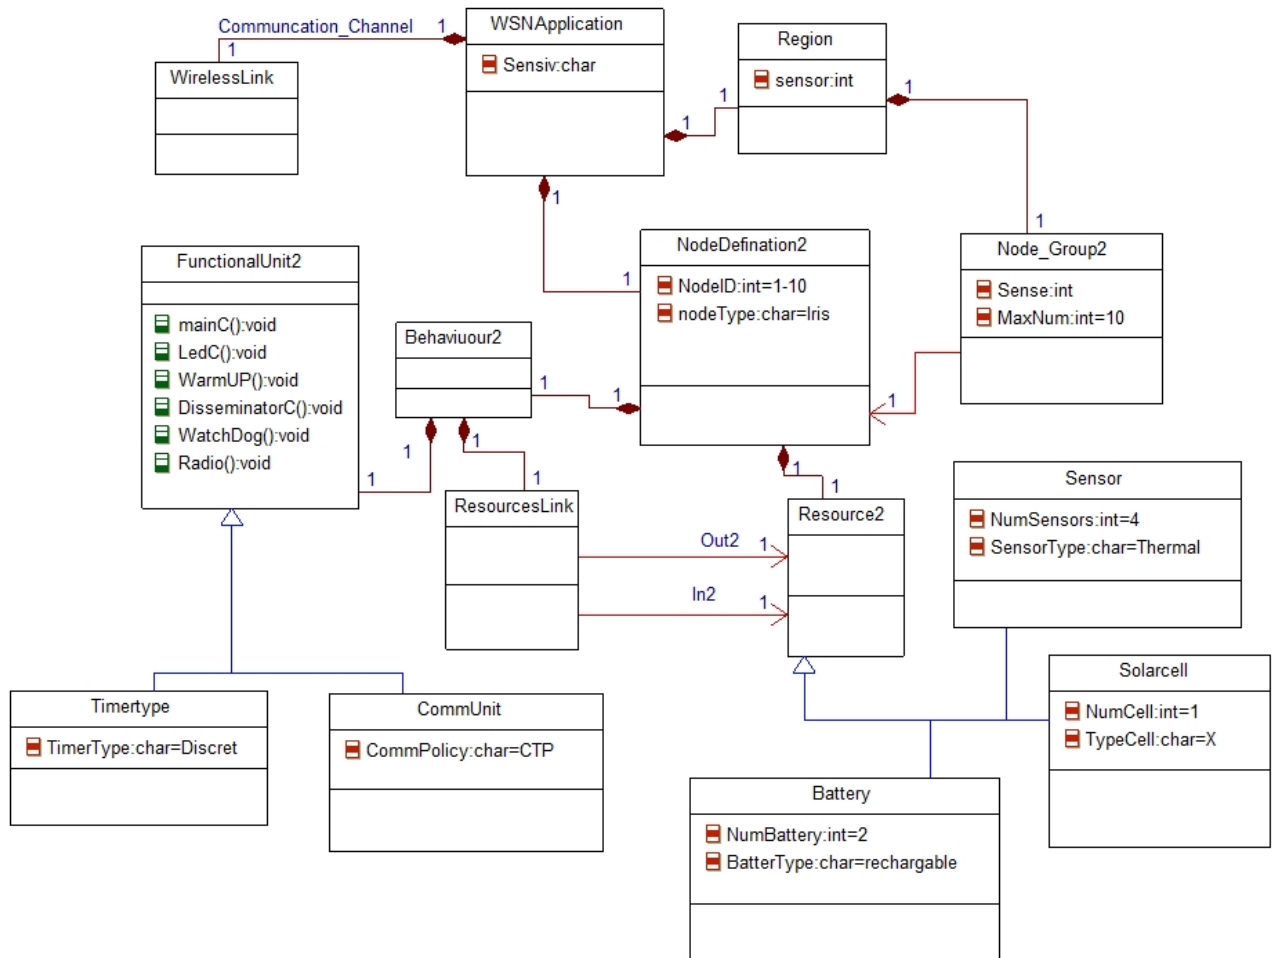 Communcation_Channel
1
1
WSNApplication
Sensiv:char
Region
sensor:int
WirelessLink
1
1
1
1
1
1
FunctionalUnit2
mainC():void
LedC():void
WarmUP():void
DisseminatorC():void
WatchDog():void
Radio():void
NodeDefination2
NodeID:int=1-10
nodeType:char=Iris
Node_Group2
Sense:int
MaxNum:int=10
1
Behaviuour2
1
1
1
1
1
1
1
1
1
ResourcesLink
Resource2
Out2
1
In2
1
Sensor
NumSensors:int=4
SensorType:char=Thermal
Solarcell
NumCell:int=1
TypeCell:char=X
Timertype
TimerType:char=Discret
CommUnit
CommPolicy:char=CTP
Battery
NumBattery:int=2
BatterType:char=rechargable